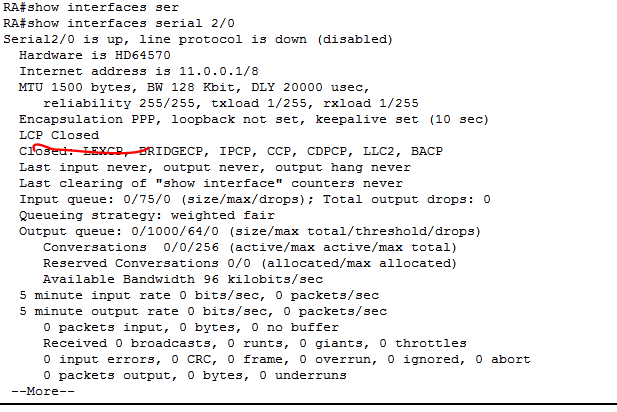 RA#show interfaces ser
RA#show interfaces serial 2/0
Serial2/0 is up, line protocol is down (disabled)
Hardware is HD64570
Internet address is 11.0.0.1/8
MTU 1500 bytes, BW 128 Kbit, DLY 20000 usec,
reliability 255/255, txload 1/255, rxload 1/255
Encapsulation PPP, loopback not set, keepalive set (10 sec)
LCP Closed
Closed: LEXCP, BRIDGECP, IPCP, CCP, CDPCP, LLC2, BACP
Last input never, output never, output hang never
Last clearing of "show interface" counters never
Input queue: 0/75/0 (size/max/drops); Total output drops: 0
Queueing strategy: weighted fair
Output queue: 0/1000/64/0 (size/max total/threshold/drops)
Conversations 0/0/256 (active/max active/max total)
Reserved Conversations 0/0 (allocated/max allocated)
Available Bandwidth 96 kilobits/sec
5 minute input rate 0 bits/sec, 0 packets/sec
5 minute output rate 0 bits/sec, 0 packets/sec
0 packets input, 0 bytes, 0 no buffer
Received 0 broadcasts, 0 runts, 0 giants, 0 throttles
0 input errors, 0 CRC, 0 frame, 0 overrun, 0 ignored, 0 abort
0 packets output, 0 bytes, 0 underruns
--More--